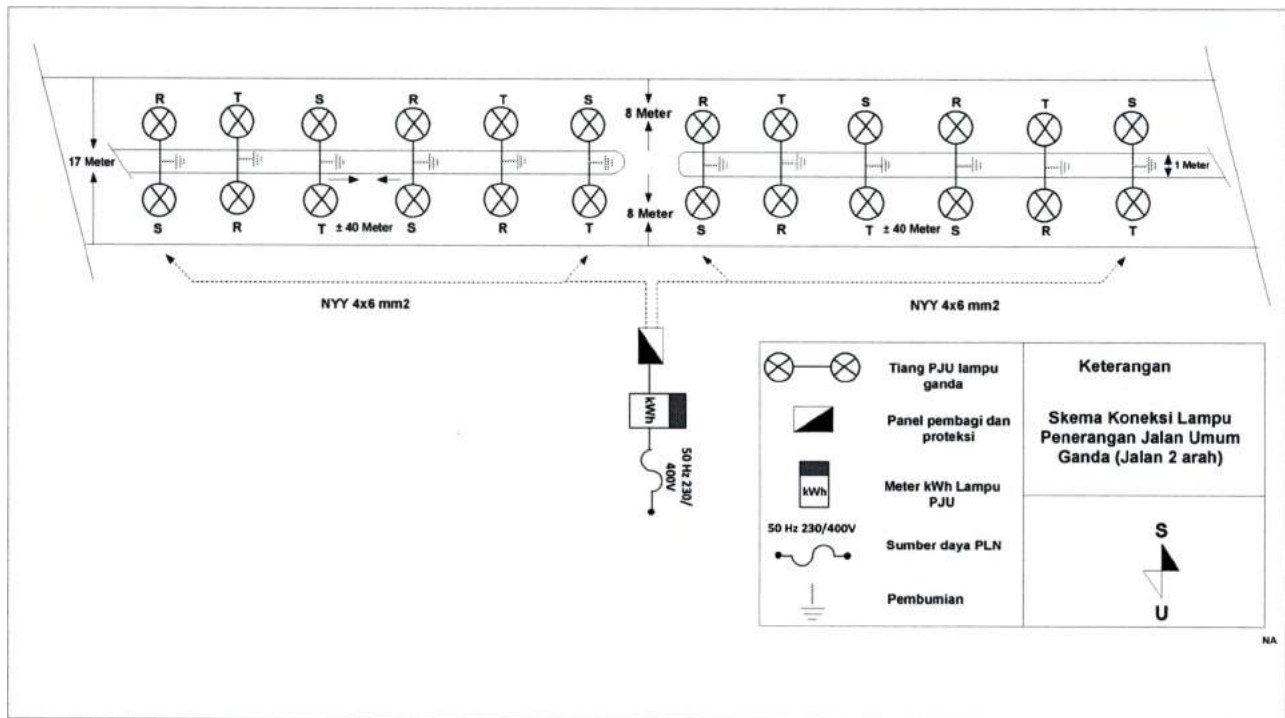 R T S R T S
8 Meter
R T S R T S
17 Meter
1 Meter
8 Meter
S R T ± 40 Meter S R T
S R T ± 40 Meter S R T
NYY 4x6 mm2
NYY 4x6 mm2
kWh
50 Hz 230/
400V
Tiang PJU lampu
ganda
Panel pembagi dan
proteksi
kWh
Meter kWh Lampu
PJU
50 Hz 230/400V
Sumber daya PLN
Pembumian
Keterangan
Skema Koneksi Lampu
Penerangan Jalan Umum
Ganda (Jalan 2 arah)
S
U
NA